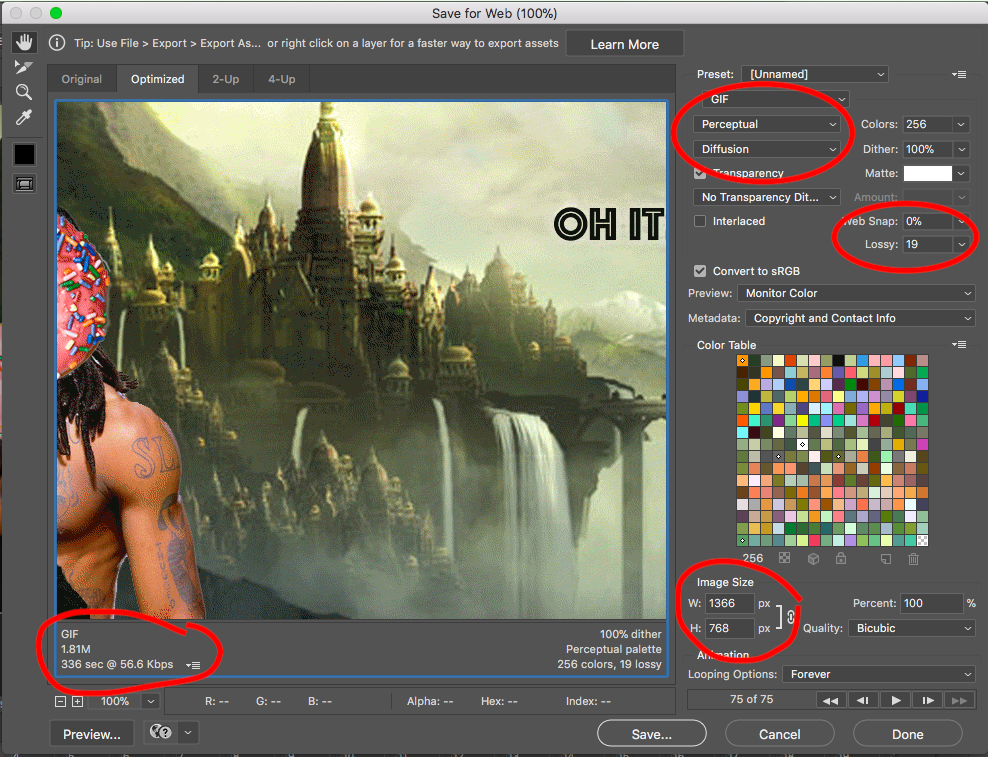 Save for Web (100%)
Tip: Use File > Export > Export As... or right click on a layer for a faster way to export assets
Learn More
Original
Optimized
2-Up
4-Up
Preset: [Unnamed]
GIF
Perceptual
Colors: 256
Diffusion
Dither: 100%
Transparency
Matte:
No Transparency Dit...
Amount:
Interlaced
Web Snap: 0%
Lossy: 19
Convert to sRGB
Preview: Monitor Color
Metadata: Copyright and Contact Info
Color Table
256
OH IT
SL
Image Size
W: 1366 px
Percent: 100 %
H: 768 px
Quality: Bicubic
Animation
Looping Options: Forever
75 of 75
GIF
1.81M
336 sec @ 56.6 Kbps
100% dither
Perceptual palette
256 colors, 19 lossy
100%
R: --
G: --
B: --
Alpha: --
Hex: --
Index: --
Preview...
Save...
Cancel
Done